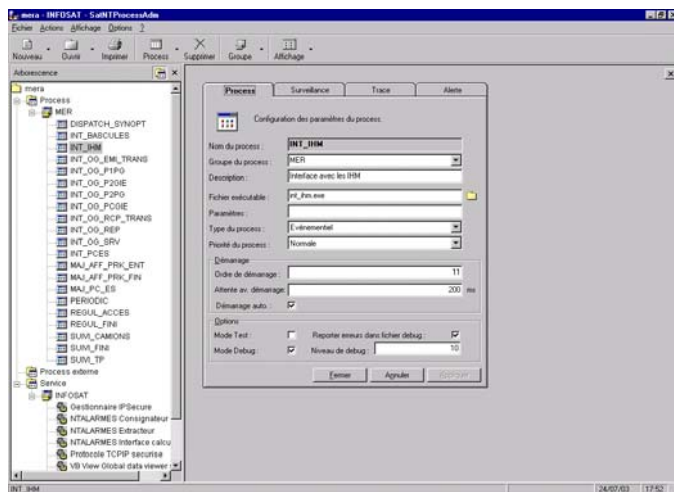 mera - INFOSAT - SatNTProcessAdm
Fichier Actions Affichage Options ?
Nouveau Ouvrir Imprimer Process Supprimer Groupe Affichage
Arborescence
mera
Process
MER
DISPATCH_SYNOPT
INT_BASCULES
INT_IHM
INT_OG_EMI_TRANS
INT_OG_P1PG
INT_OG_P2GIE
INT_OG_P2PG
INT_OG_PCGIE
INT_OG_RCP_TRANS
INT_OG_REP
INT_OG_SRV
INT_PCES
MAJ_AFF_PRK_ENT
MAJ_AFF_PRK_FIN
MAJ_PC_ES
PERIODIC
REGUL_ACCES
REGUL_FINI
SUIVI_CAMIONS
SUIVI_FINI
SUIVI_TP
Process externe
Service
INFOSAT
Gestionnaire IPSecure
NTALARMES Consignateur
NTALARMES Extracteur
NTALARMES Interface calcu
Protocole TCPIP securise
VB View Global data viewer
Process Surveillance Trace Alerte
Configuration des paramètres du process
Nom du process : INT_IHM
Groupe du process : MER
Description : Interface avec les IHM
Fichier exécutable : int_ihm.exe
Paramètres :
Type du process : Evénementiel
Priorité du process : Normale
Démarrage
Ordre de démarrage : 11
Attente av. démarrage : 200 ms
Démarrage auto :
Options
Mode Test : Reporter erreurs dans fichier debug :
Mode Debug : Niveau de debug : 10
Fermer Annuler Appliquer
INT_IHM 24/07/03 17:52